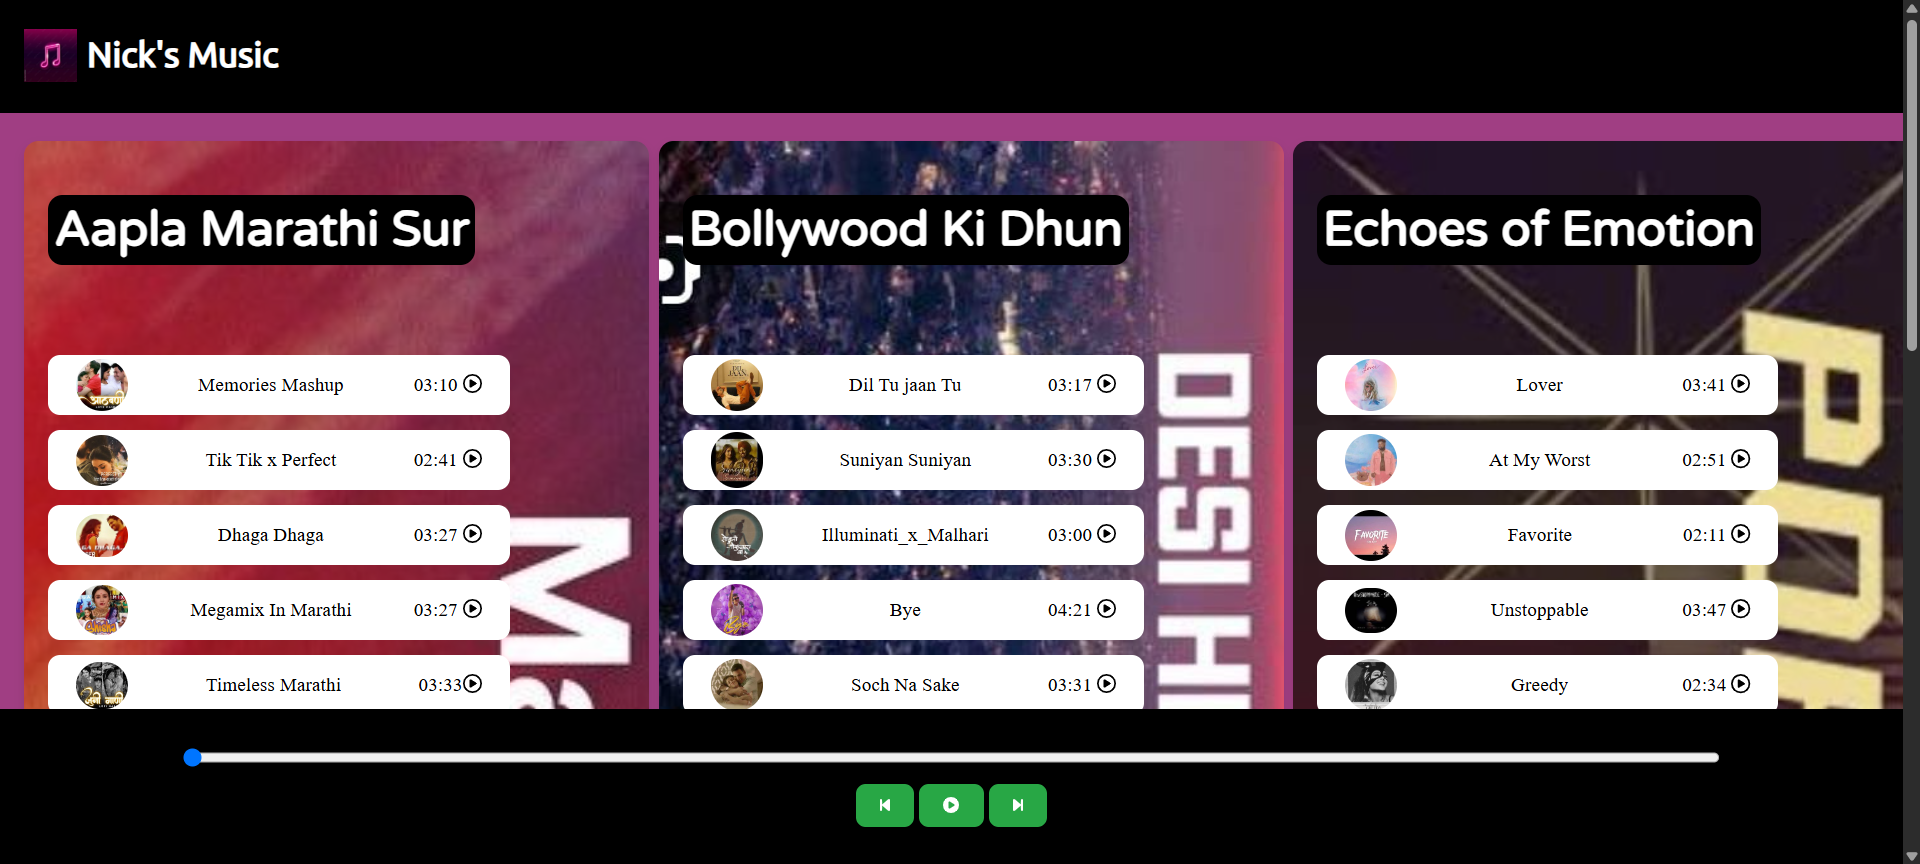 Nick's Music
Aapla Marathi Sur
Memories Mashup 03:10
Tik Tik x Perfect 02:41
Dhaga Dhaga 03:27
Megamix In Marathi 03:27
Timeless Marathi 03:33
Ma
Bollywood Ki Dhun
Dil Tu jaan Tu 03:17
Suniyan Suniyan 03:30
Illuminati_x_Malhari 03:00
Bye 04:21
Soch Na Sake 03:31
DESI HI
Echoes of Emotion
Lover 03:41
At My Worst 02:51
FAVORITE
Favorite 02:11
Unstoppable 03:47
Greedy 02:34
POP